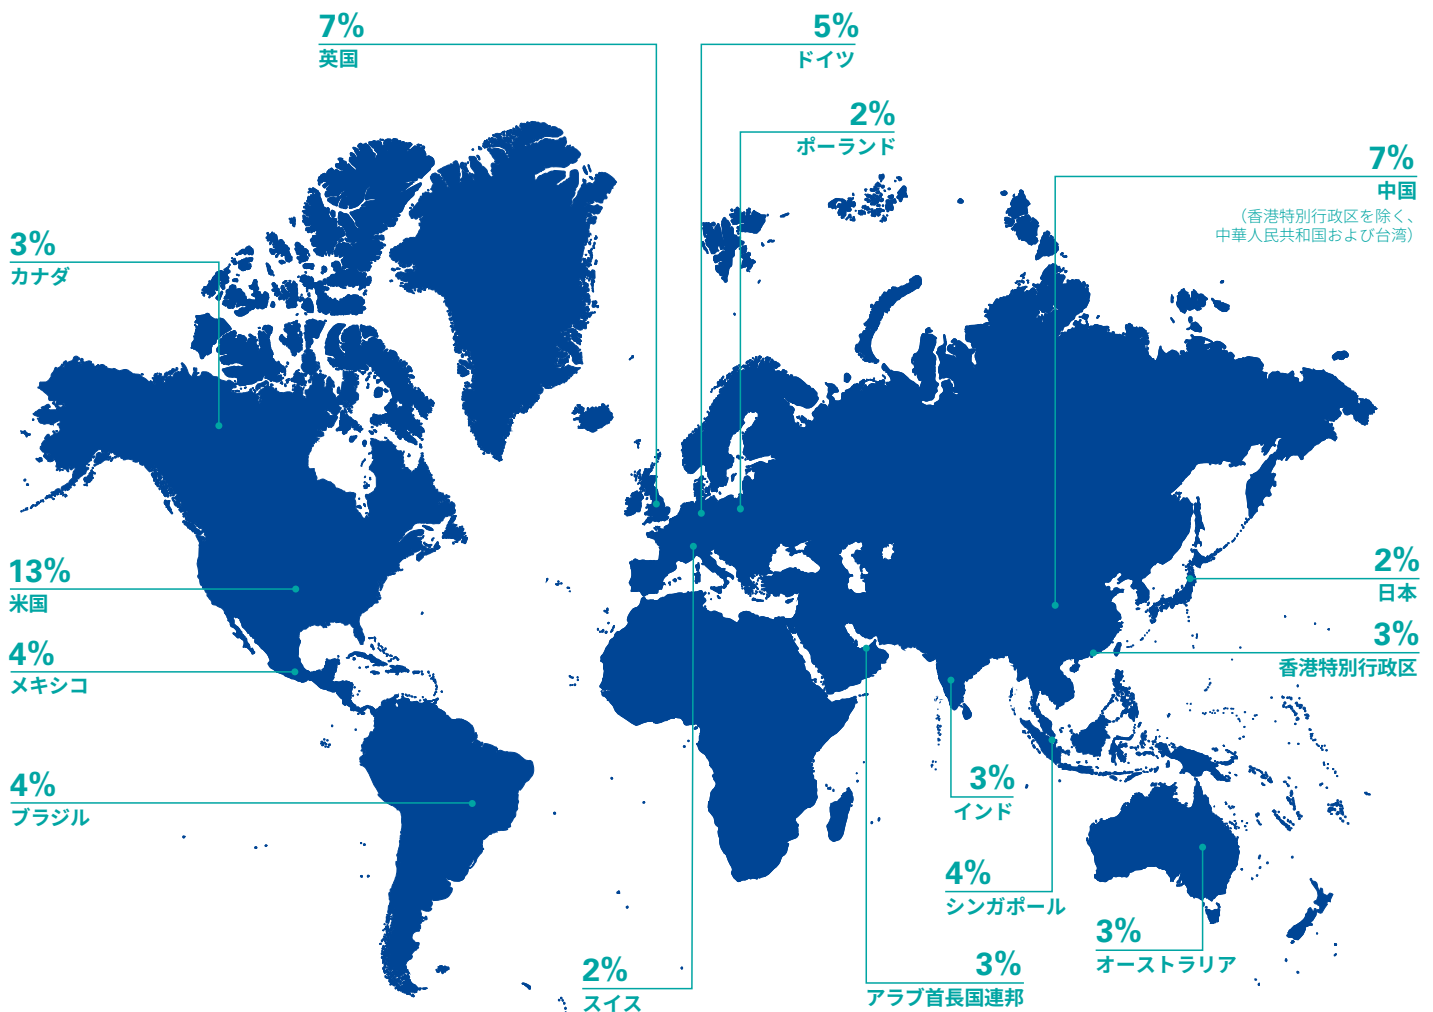 7%
英国
5%
ドイツ
2%
ポーランド
7%
中国
（香港特別行政区を除く、
中華人民共和国および台湾）
3%
カナダ
13%
米国
2%
日本
3%
香港特別行政区
4%
メキシコ
4%
ブラジル
3%
インド
4%
シンガポール
3%
オーストラリア
2%
スイス
3%
アラブ首長国連邦